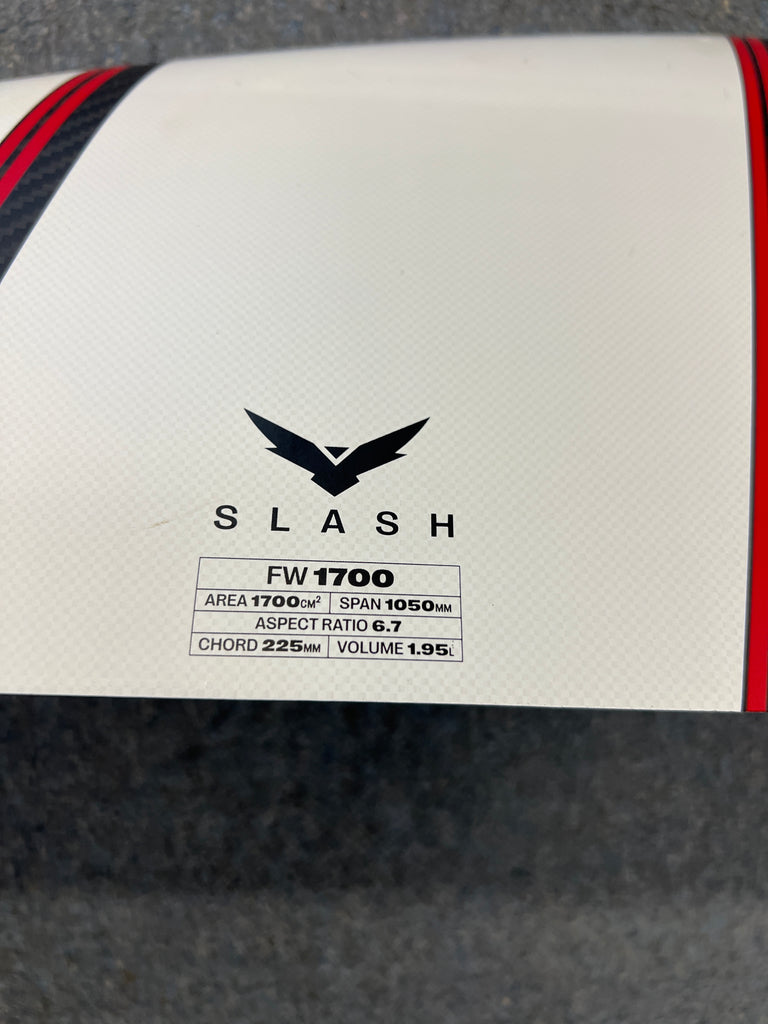 SLASH
FW 1700
AREA 1700CM² SPAN 1050MM
ASPECT RATIO 6.7
CHORD 225MM VOLUME 1.95L